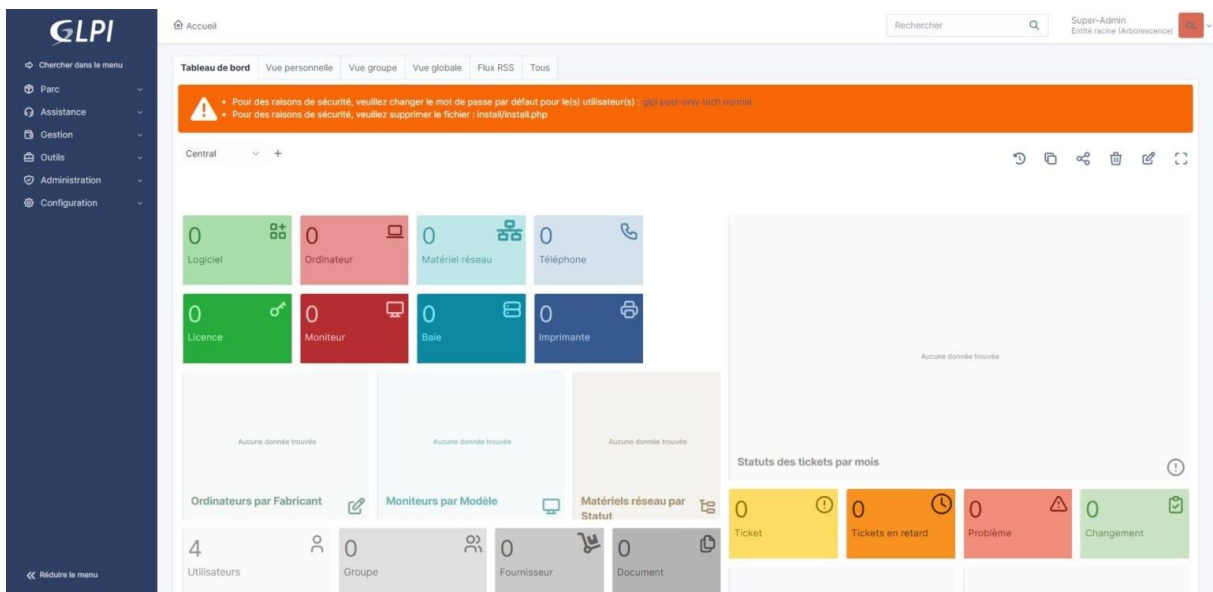 GLPI
Accueil
Rechercher
Super-Admin
Entité racine (Arborescence)
GL
Chercher dans le menu
Parc
Assistance
Gestion
Outils
Administration
Configuration
Réduire le menu
Tableau de bord Vue personnelle Vue groupe Vue globale Flux RSS Tous
• Pour des raisons de sécurité, veuillez changer le mot de passe par défaut pour le(s) utilisateur(s) : glpi post-only tech normal
• Pour des raisons de sécurité, veuillez supprimer le fichier : install/install.php
Central
0 0 0 0
Logiciel Ordinateur Matériel réseau Téléphone
0 0 0 0
Licence Moniteur Baie Imprimante
Aucune donnée trouvée
Statuts des tickets par mois
Aucune donnée trouvée Aucune donnée trouvée Aucune donnée trouvée
Ordinateurs par Fabricant Moniteurs par Modèle Matériels réseau par
Statut
0 0 0 0
Ticket Tickets en retard Problème Changement
4 0 0 0
Utilisateurs Groupe Fournisseur Document